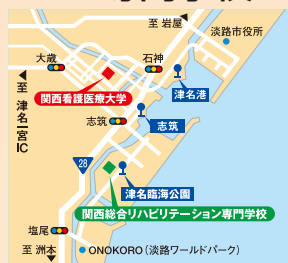 至 岩屋
淡路市役所
大歳
石神
至 津名一宮IC
津名港
関西看護医療大学
志筑
志筑
28
津名臨海公園
関西総合リハビリテーション専門学校
塩尾
至 洲本
ONOKORO（淡路ワールドパーク）